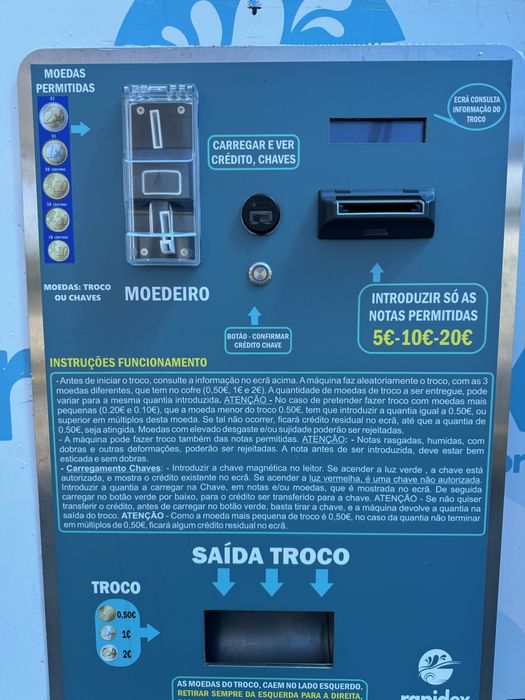 MOEDAS
PERMITIDAS
ECRÃ CONSULTA
INFORMAÇÃO DO
TROCO
CARREGAR E VER
CRÉDITO, CHAVES
MOEDAS: TROCO
OU CHAVES
MOEDEIRO
BOTÃO - CONFIRMAR
CRÉDITO CHAVE
INTRODUZIR SÓ AS
NOTAS PERMITIDAS
5€-10€-20€
INSTRUÇÕES FUNCIONAMENTO
- Antes de iniciar o troco, consulte a informação no ecrã acima. A máquina faz aleatoriamente o troco, com as 3
moedas diferentes, que tem no cofre (0,50€, 1€ e 2€). A quantidade de moedas de troco a ser entregue, pode
variar para a mesma quantia introduzida. ATENÇÃO - No caso de pretender fazer troco com moedas mais
pequenas (0.20€ e 0.10€), que a moeda menor do troco 0.50€, tem que introduzir a quantia igual a 0.50€, ou
superior em múltiplos desta moeda. Se tal não ocorrer, ficará crédito residual no ecrã, até que a quantia de
0.50€, seja atingida. Moedas com elevado desgaste e/ou sujidade poderão ser rejeitadas.
- A máquina pode fazer troco também das notas permitidas. ATENÇÃO: - Notas rasgadas, humidas, com
dobras e outras deformações, poderão ser rejeitadas. A nota antes de ser introduzida, deve estar bem
esticada e sem dobras.
- Carregamento Chaves: - Introduzir a chave magnética no leitor. Se acender a luz verde , a chave está
autorizada, e mostra o crédito existente no ecrã. Se acender a luz vermelha, é uma chave não autorizada.
Introduzir a quantia a carregar na Chave, em notas e/ou moedas, que é mostrada no ecrã. De seguida
carregar no botão verde por baixo, para o crédito ser transferido para a chave. ATENÇÃO - Se não quiser
transferir o crédito, antes de carregar no botão verde, basta tirar a chave, e a máquina devolve a quantia na
saída do troco. ATENÇÃO - Como a moeda mais pequena de troco é 0,50€, no caso da quantia não terminar
em múltiplos de 0,50€, ficará algum crédito residual no ecrã.
SAÍDA TROCO
TROCO
0,50€
1€
2€
AS MOEDAS DO TROCO, CAEM NO LADO ESQUERDO.
RETIRAR SEMPRE DA ESQUERDA PARA A DIREITA,
rapidex